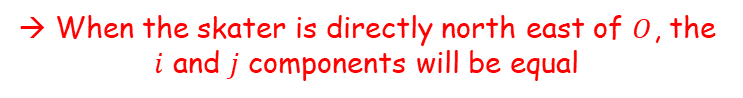 → When the skater is directly north east of O, the
i and j components will be equal